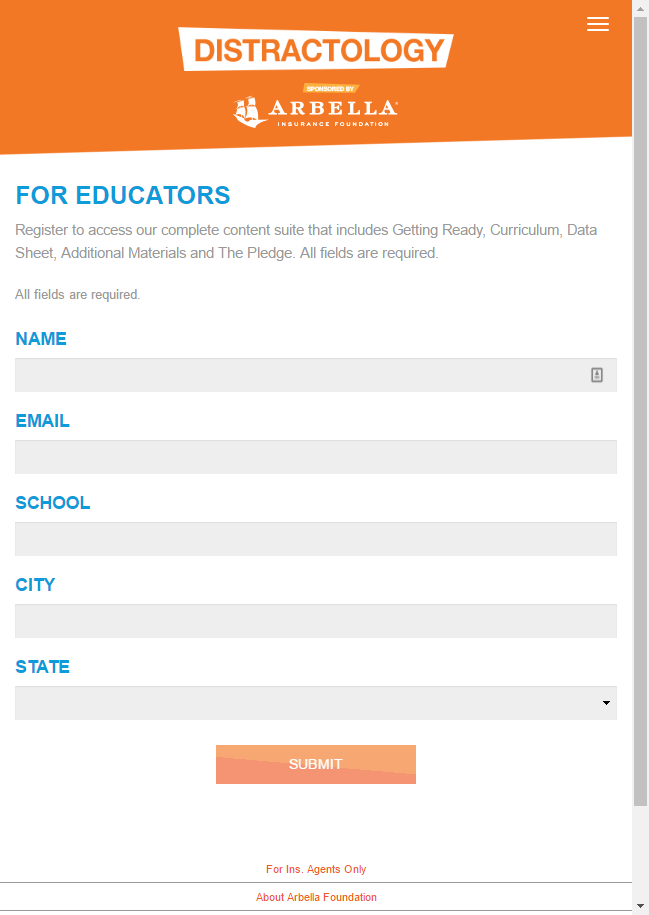 DISTRACTOLOGY
SPONSORED BY
ARBELLA
INSURANCE FOUNDATION
FOR EDUCATORS
Register to access our complete content suite that includes Getting Ready, Curriculum, Data
Sheet, Additional Materials and The Pledge. All fields are required.
All fields are required.
NAME
EMAIL
SCHOOL
CITY
STATE
SUBMIT
For Ins. Agents Only
About Arbella Foundation